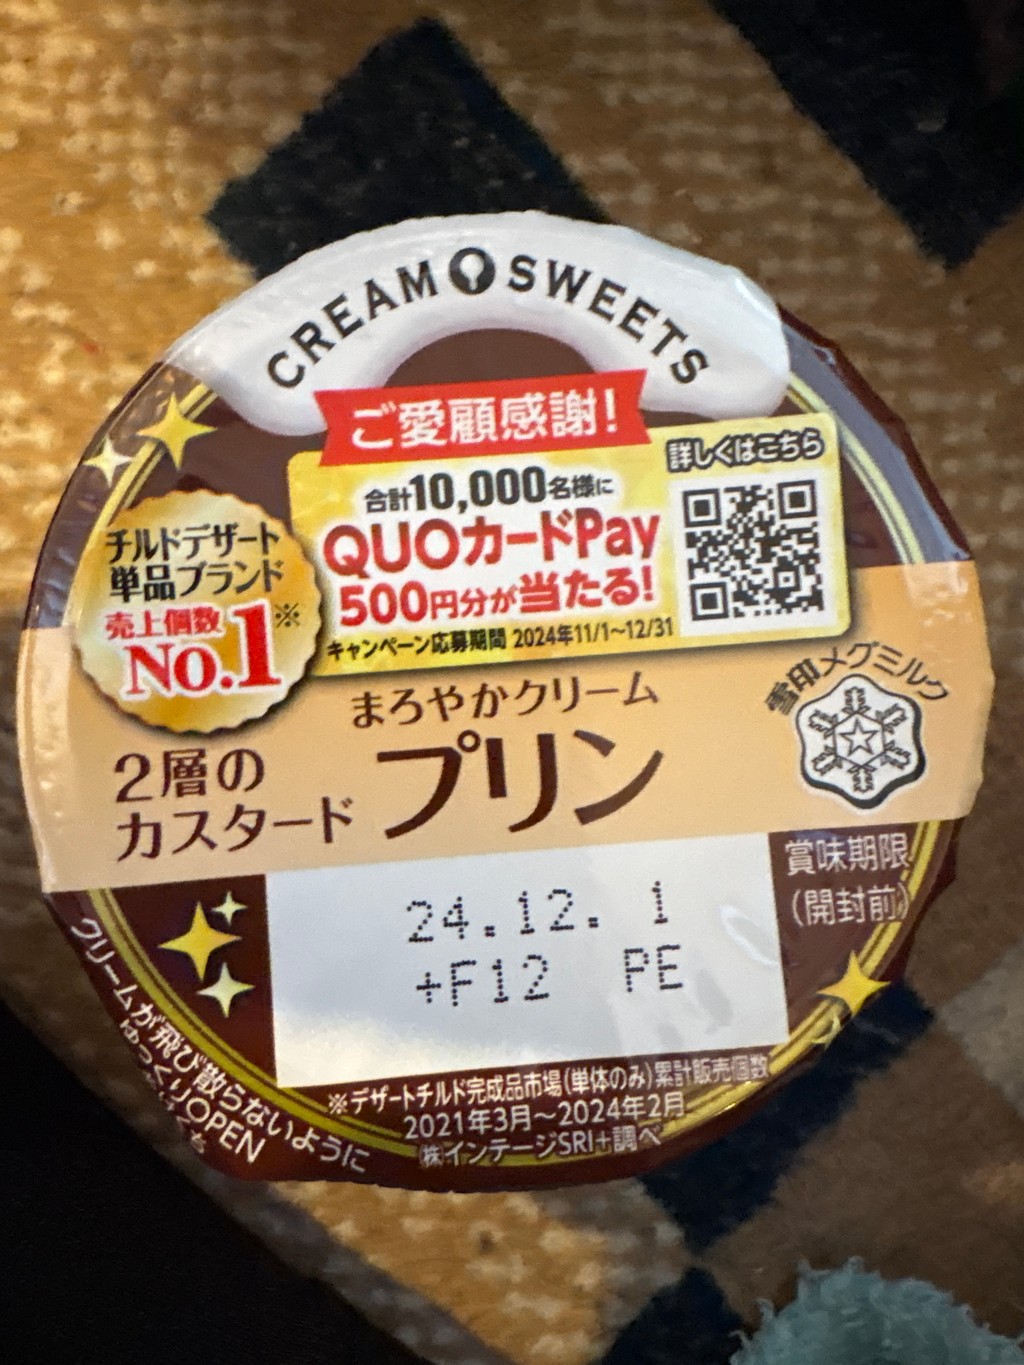 CREAM SWEETS
ご愛顧感謝!
詳しくはこちら
合計10,000名様に
QUOカードPay
500円分が当たる!
キャンペーン応募期間 2024年11/1~12/31
チルドデザート
単品ブランド
売上個数
No.1※
雪印メグミルク
まろやかクリーム
2層の
カスタード
プリン
賞味期限
(開封前)
24.12. 1
+F12 PE
クリームが飛び散らないように
ゆっくりOPEN
※デザートチルド完成品市場(単体のみ)累計販売個数
2021年3月~2024年2月
㈱インテージSRI+調べ